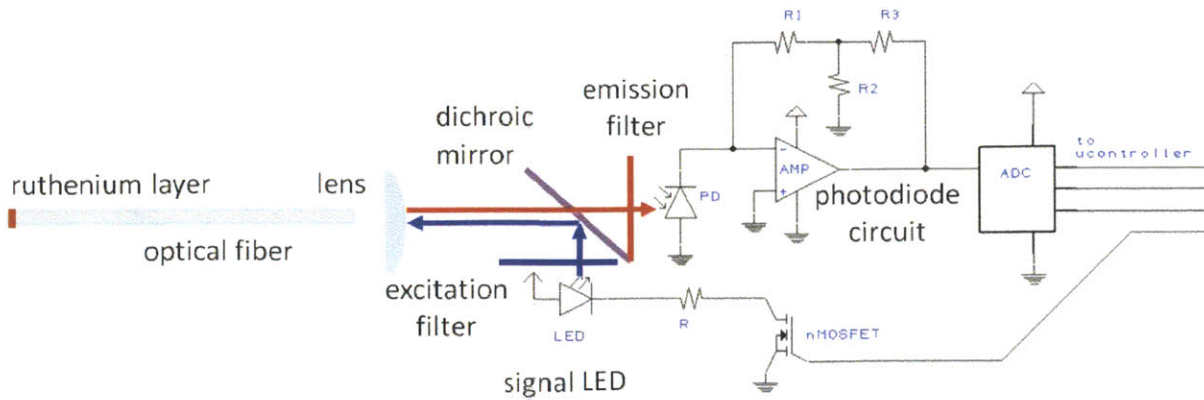 R1
R3
R2
emission
filter
dichroic
mirror
ruthenium layer
lens
optical fiber
AMP
-
+
PD
photodiode
circuit
ADC
to
ucontroller
excitation
filter
LED
R
nMOSFET
signal LED